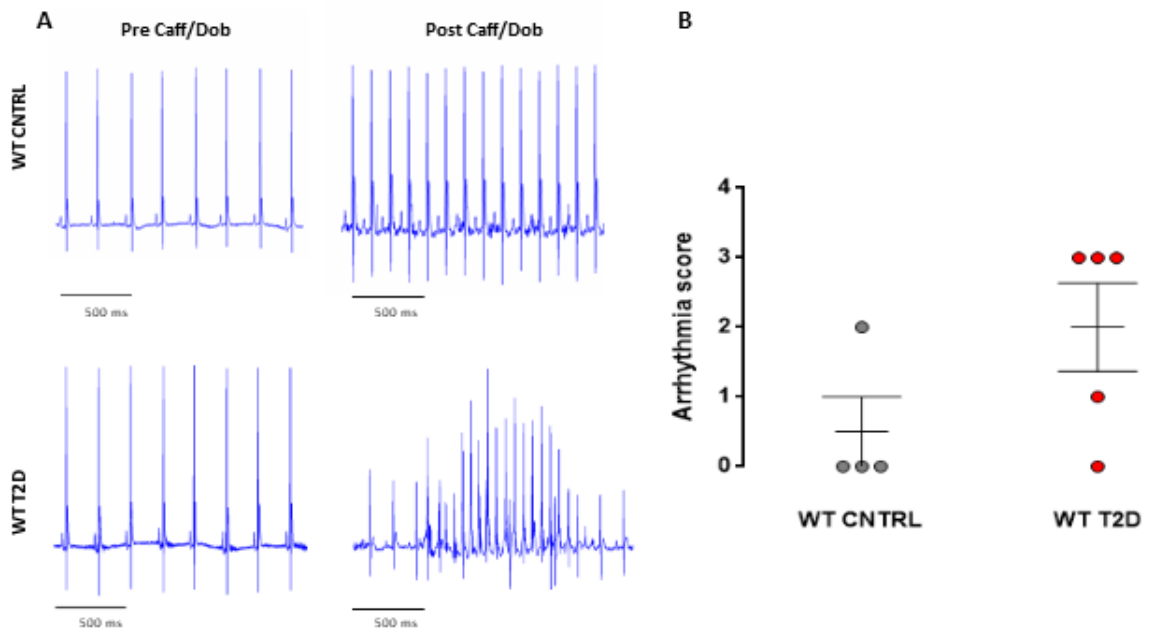 A
Pre Caff/Dob
Post Caff/Dob
WT CNTRL
500 ms
500 ms
WT T2D
500 ms
500 ms
B
Arrhythmia score
4
3
2
1
0
WT CNTRL
WT T2D